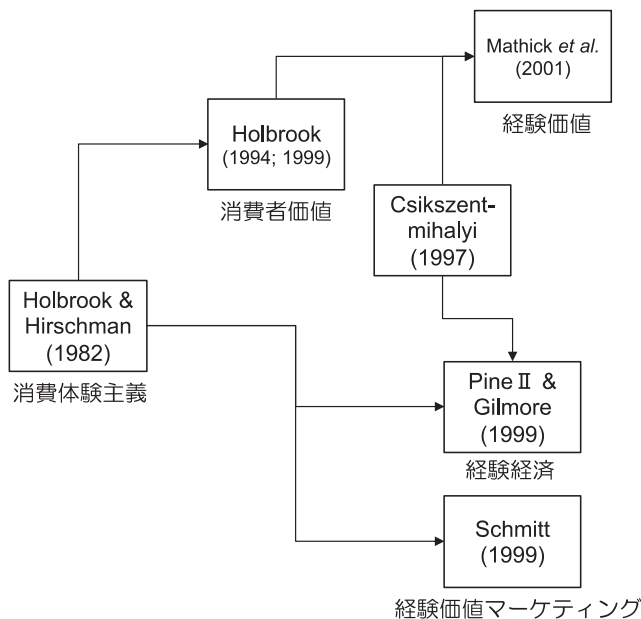 Mathick et al.
(2001)
経験価値
Holbrook
(1994; 1999)
消費者価値
Csikszent-
mihalyi
(1997)
Holbrook &
Hirschman
(1982)
消費体験主義
Pine Ⅱ &
Gilmore
(1999)
経験経済
Schmitt
(1999)
経験価値マーケティング